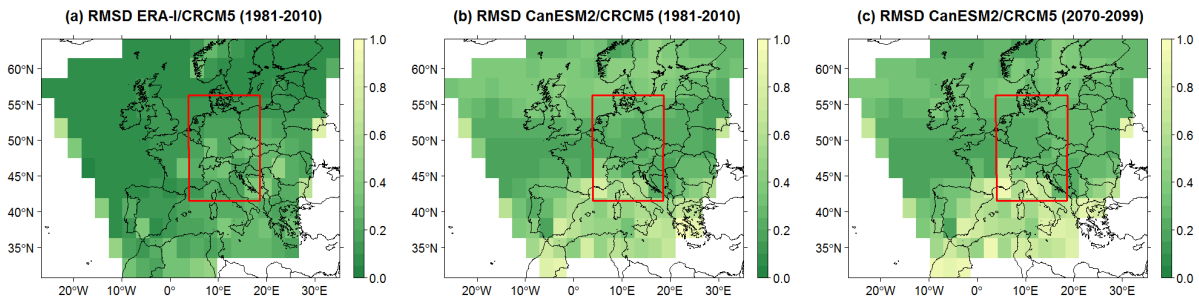 (a) RMSD ERA-I/CRCM5 (1981-2010)
60°N
55°N
50°N
45°N
40°N
35°N
20°W
10°W
0°
10°E
20°E
30°E
1.0
0.8
0.6
0.4
0.2
0.0
(b) RMSD CanESM2/CRCM5 (1981-2010)
60°N
55°N
50°N
45°N
40°N
35°N
20°W
10°W
0°
10°E
20°E
30°E
1.0
0.8
0.6
0.4
0.2
0.0
(c) RMSD CanESM2/CRCM5 (2070-2099)
60°N
55°N
50°N
45°N
40°N
35°N
20°W
10°W
0°
10°E
20°E
30°E
1.0
0.8
0.6
0.4
0.2
0.0